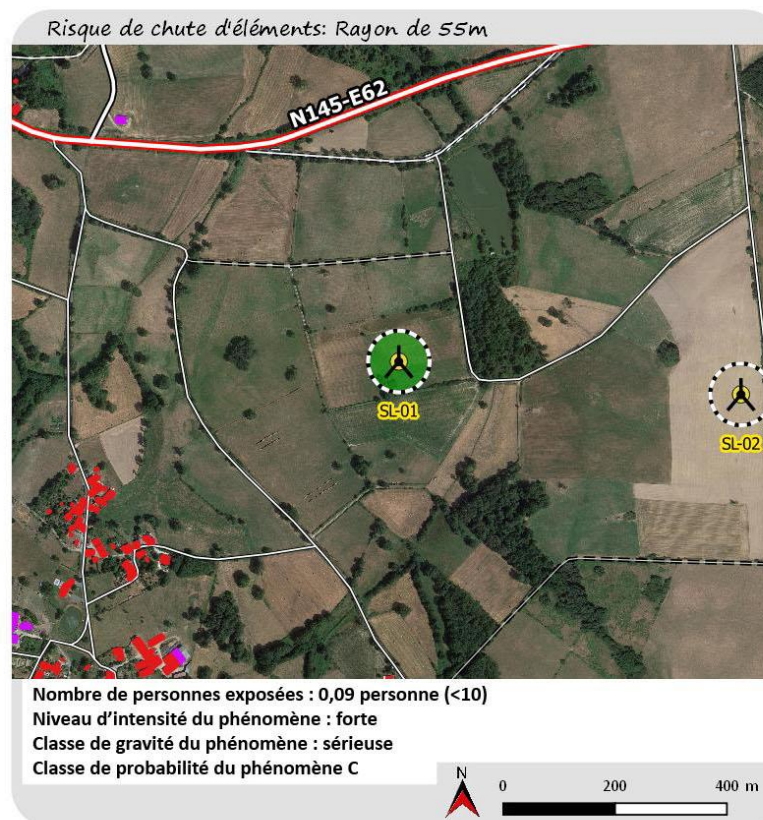 Risque de chute d'éléments: Rayon de 55m
N145-E62
SL-01
SL-02
Nombre de personnes exposées : 0,09 personne (<10)
Niveau d'intensité du phénomène : forte
Classe de gravité du phénomène : sérieuse
Classe de probabilité du phénomène C
N
0 200 400 m